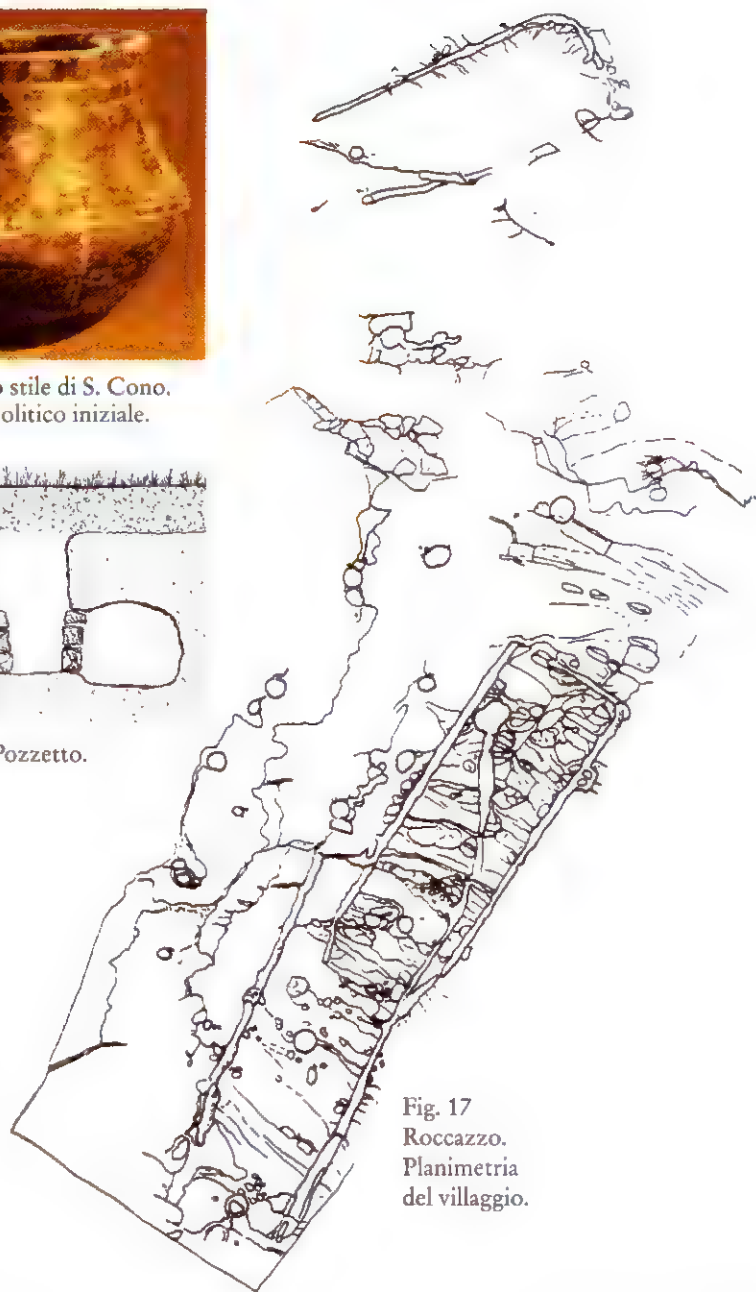 stile di S. Cono.
olitico iniziale.
Pozzetto.
Fig. 17
Roccazzo.
Planimetria
del villaggio.